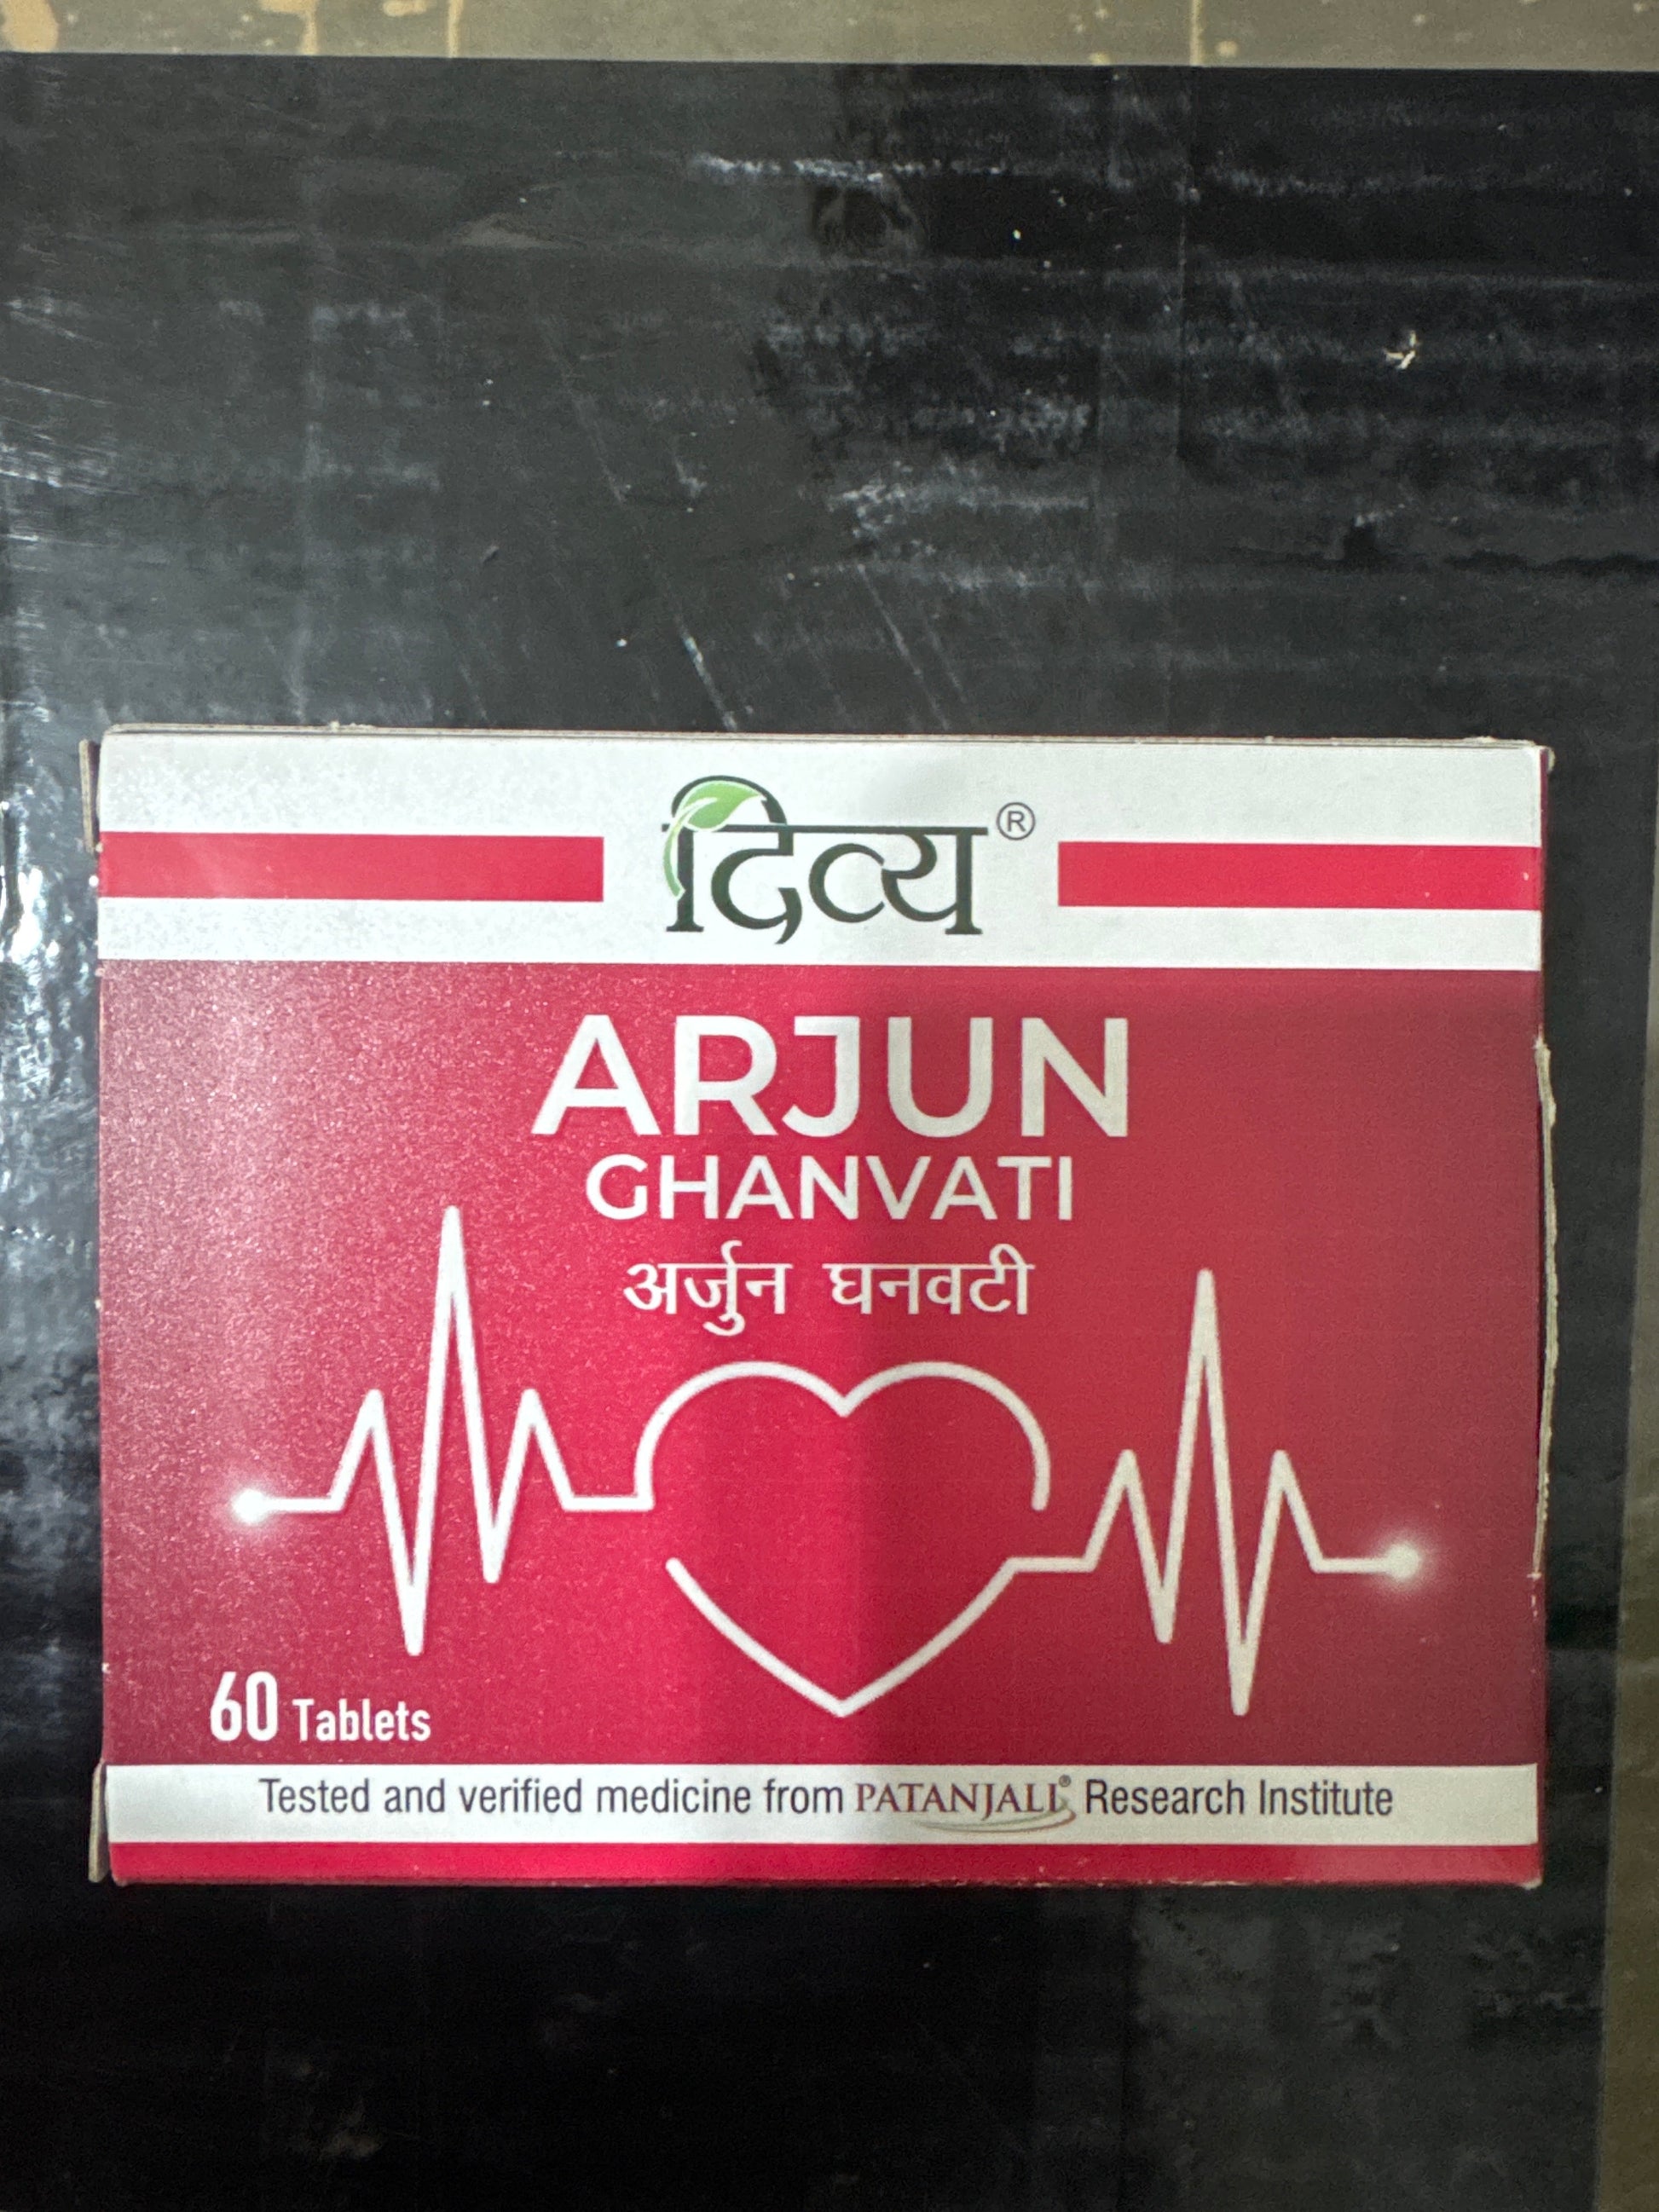 दिव्य®
ARJUN
GHANVATI
अर्जुन घनवटी
60 Tablets
Tested and verified medicine from PATANJALI® Research Institute